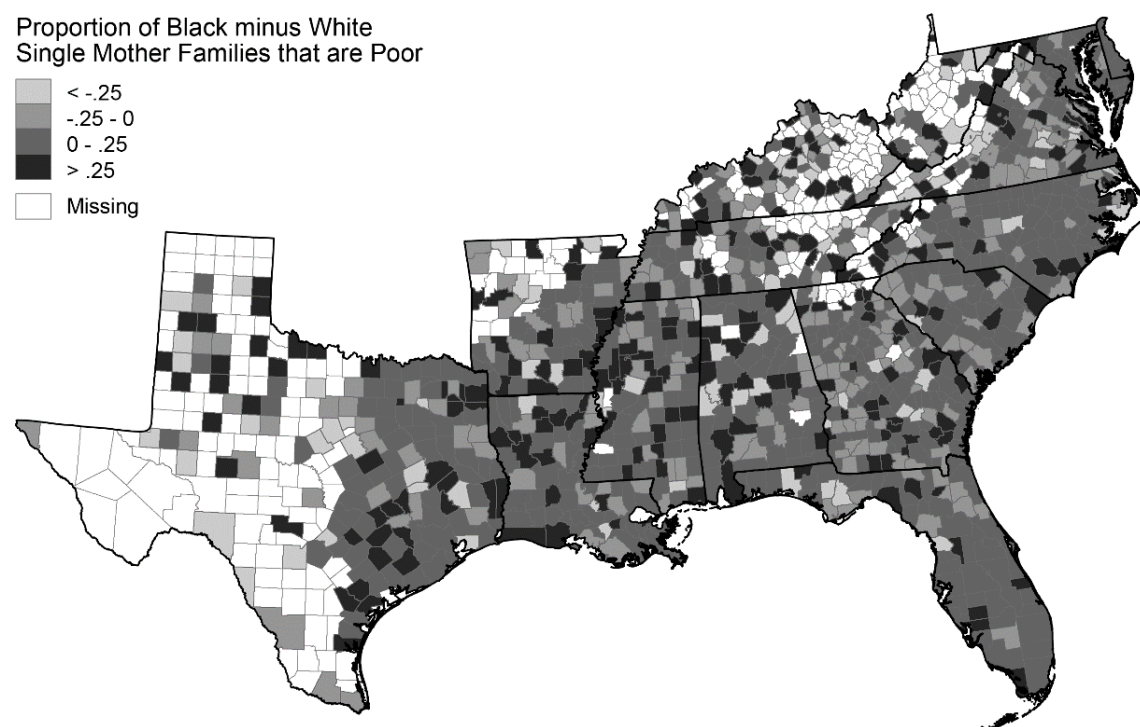 Proportion of Black minus White
Single Mother Families that are Poor
< -.25
-.25 - 0
0 - .25
> .25
Missing